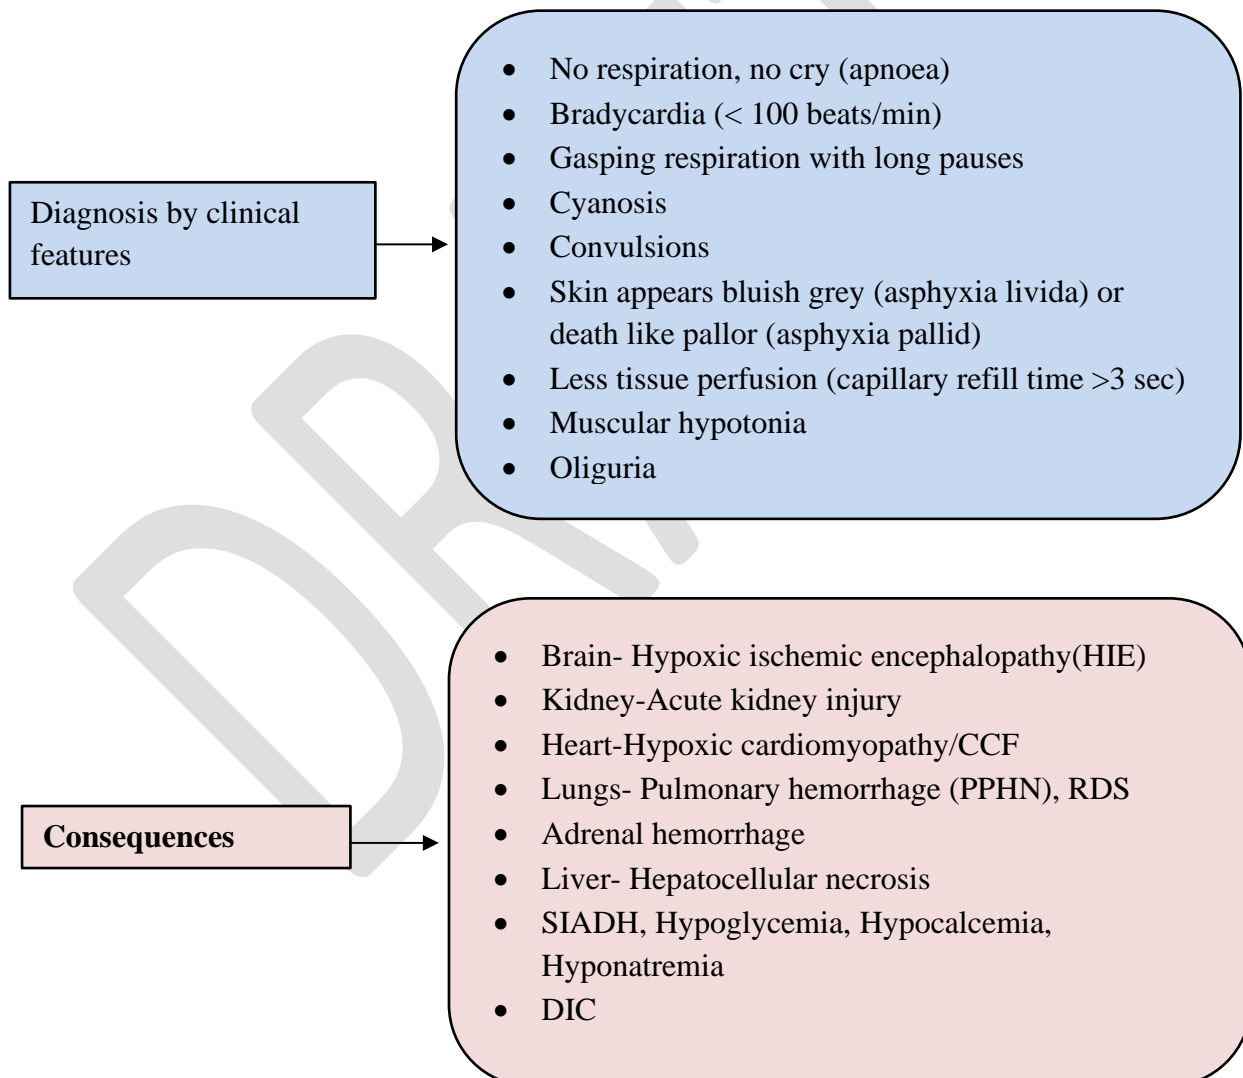 • No respiration, no cry (apnoea)
• Bradycardia (< 100 beats/min)
• Gasping respiration with long pauses
• Cyanosis
• Convulsions
• Skin appears bluish grey (asphyxia livida) or
death like pallor (asphyxia pallid)
• Less tissue perfusion (capillary refill time >3 sec)
• Muscular hypotonia
• Oliguria
Diagnosis by clinical
features
• Brain- Hypoxic ischemic encephalopathy(HIE)
• Kidney-Acute kidney injury
• Heart-Hypoxic cardiomyopathy/CCF
• Lungs- Pulmonary hemorrhage (PPHN), RDS
• Adrenal hemorrhage
• Liver- Hepatocellular necrosis
• SIADH, Hypoglycemia, Hypocalcemia,
Hyponatremia
• DIC
Consequences